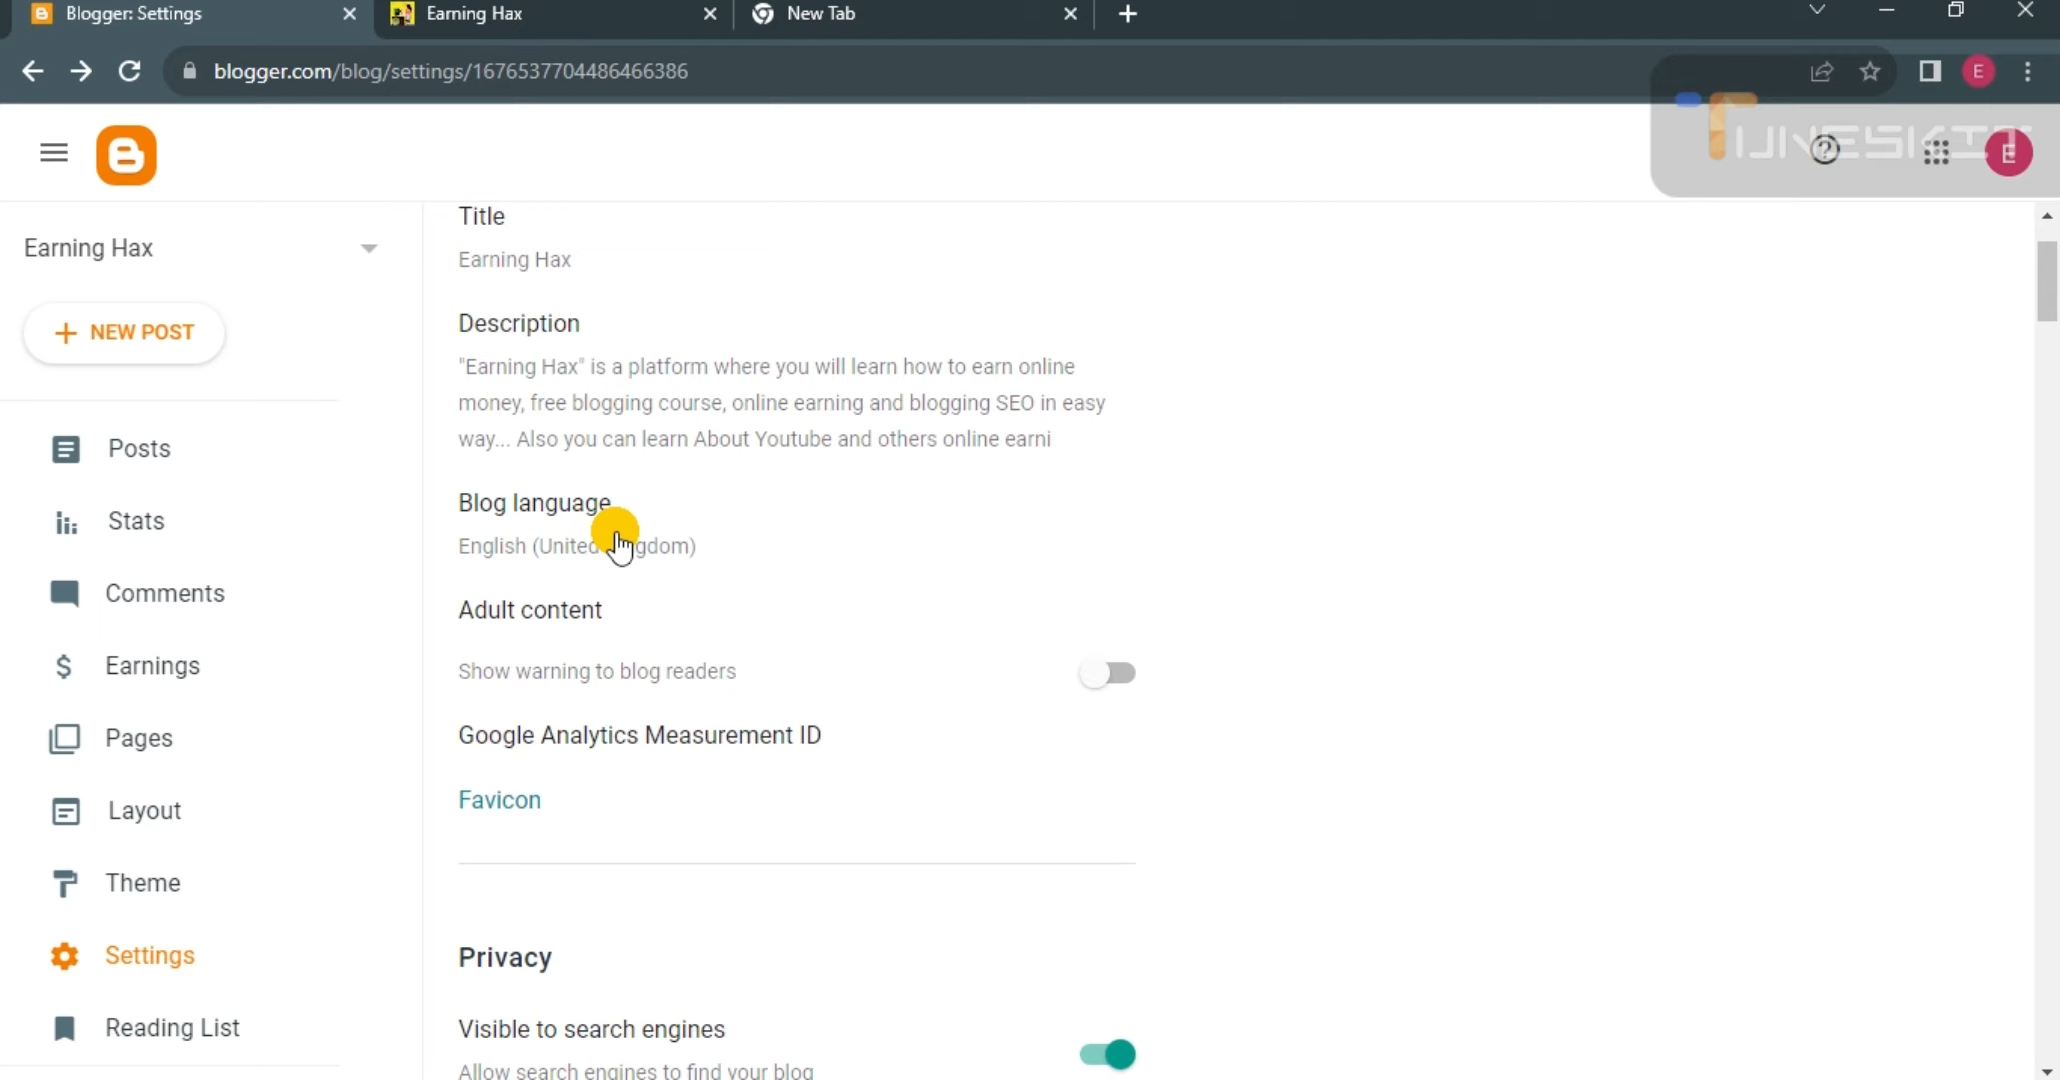 Blogger: Settings
Earning Hax
New Tab
blogger.com/blog/settings/1676537704486466386
E
TUNESKIT
E
Earning Hax
NEW POST
Posts
Stats
Comments
Earnings
Pages
Layout
Theme
Settings
Reading List
Title
Earning Hax
Description
"Earning Hax" is a platform where you will learn how to earn online
money, free blogging course, online earning and blogging SEO in easy
way... Also you can learn About Youtube and others online earni
Blog language
English (United gdom)
Adult content
Show warning to blog readers
Google Analytics Measurement ID
Favicon
Privacy
Visible to search engines
Allow search engines to find your blog